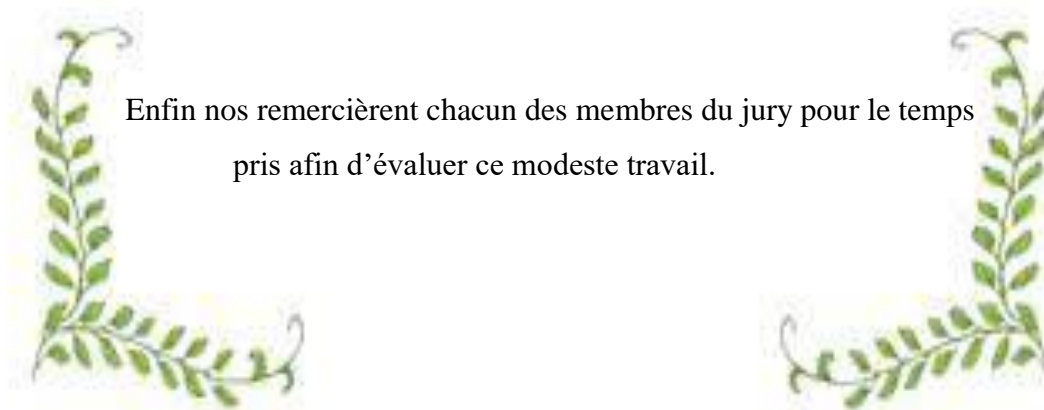 Enfin nos remercièrent chacun des membres du jury pour le temps
pris afin d’évaluer ce modeste travail.